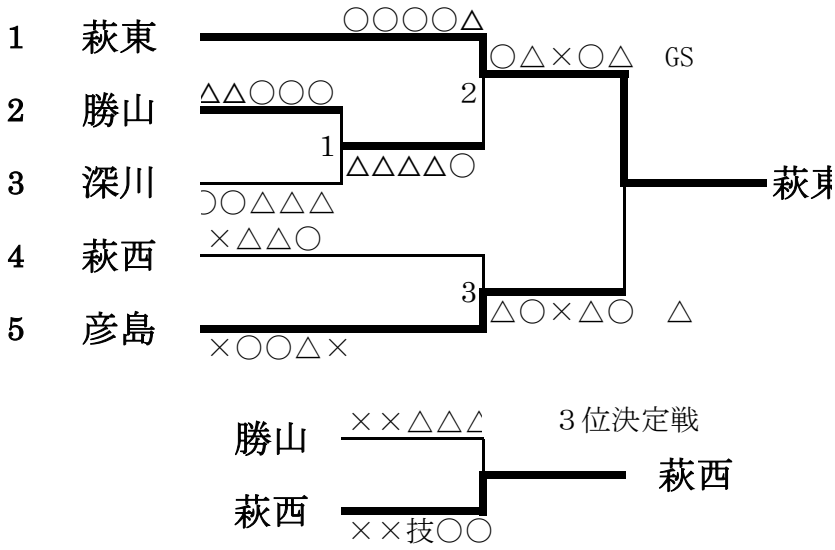 ○○○○△
1 萩東
○△×○△ GS
△△○○○
2 勝山
2
1
△△△△○
3 深川
萩東
○○△△△
×△△○
4 萩西
3
△○×△○ △
5 彦島
×○○△×
××△△△ 3位決定戦
勝山
萩西
萩西
××技○○